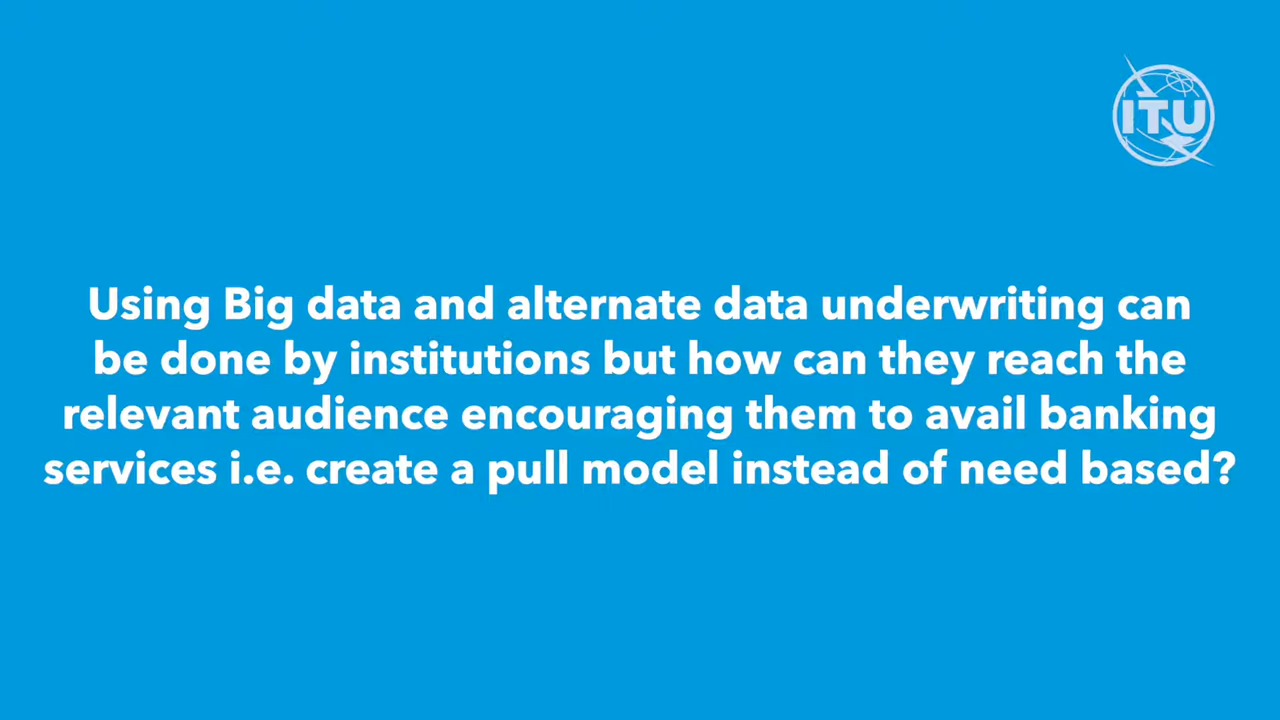 ITU
Using Big data and alternate data underwriting can
be done by institutions but how can they reach the
relevant audience encouraging them to avail banking
services i.e. create a pull model instead of need based?